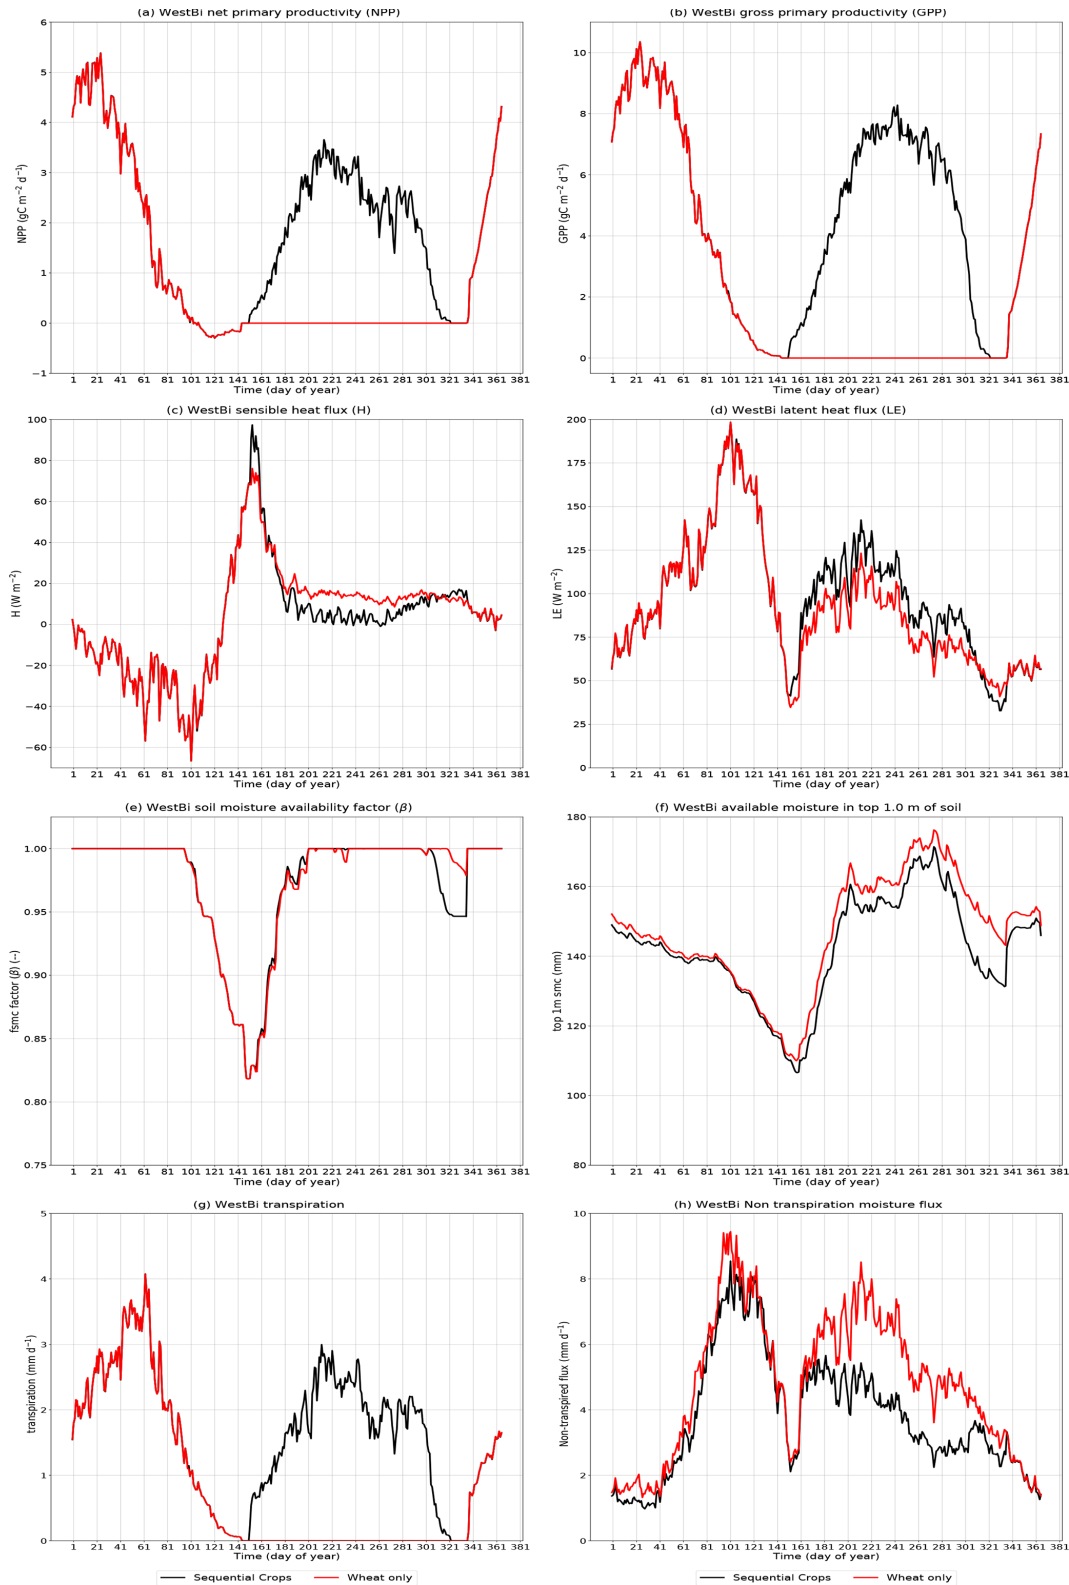 (a) WestBi net primary productivity (NPP)
6
5
4
3
2
1
0
−1
NPP (gC m⁻² d⁻¹)
1 21 41 61 81 101 121 141 161 181 201 221 241 261 281 301 321 341 361 381
Time (day of year)
(b) WestBi gross primary productivity (GPP)
10
8
6
4
2
0
GPP (gC m⁻² d⁻¹)
1 21 41 61 81 101 121 141 161 181 201 221 241 261 281 301 321 341 361 381
Time (day of year)
(c) WestBi sensible heat flux (H)
100
80
60
40
20
0
−20
−40
−60
H (W m⁻²)
1 21 41 61 81 101 121 141 161 181 201 221 241 261 281 301 321 341 361 381
Time (day of year)
(d) WestBi latent heat flux (LE)
200
175
150
125
100
75
50
25
0
LE (W m⁻²)
1 21 41 61 81 101 121 141 161 181 201 221 241 261 281 301 321 341 361 381
Time (day of year)
(e) WestBi soil moisture availability factor (β)
1.00
0.95
0.90
0.85
0.80
0.75
fsmc factor (β) (--)
1 21 41 61 81 101 121 141 161 181 201 221 241 261 281 301 321 341 361 381
Time (day of year)
(f) WestBi available moisture in top 1.0 m of soil
180
160
140
120
100
80
top 1m smc (mm)
1 21 41 61 81 101 121 141 161 181 201 221 241 261 281 301 321 341 361 381
Time (day of year)
(g) WestBi transpiration
5
4
3
2
1
0
transpiration (mm d⁻¹)
1 21 41 61 81 101 121 141 161 181 201 221 241 261 281 301 321 341 361 381
Time (day of year)
(h) WestBi Non transpiration moisture flux
10
8
6
4
2
0
Non-transpired flux (mm d⁻¹)
1 21 41 61 81 101 121 141 161 181 201 221 241 261 281 301 321 341 361 381
Time (day of year)
Sequential Crops Wheat only
Sequential Crops Wheat only